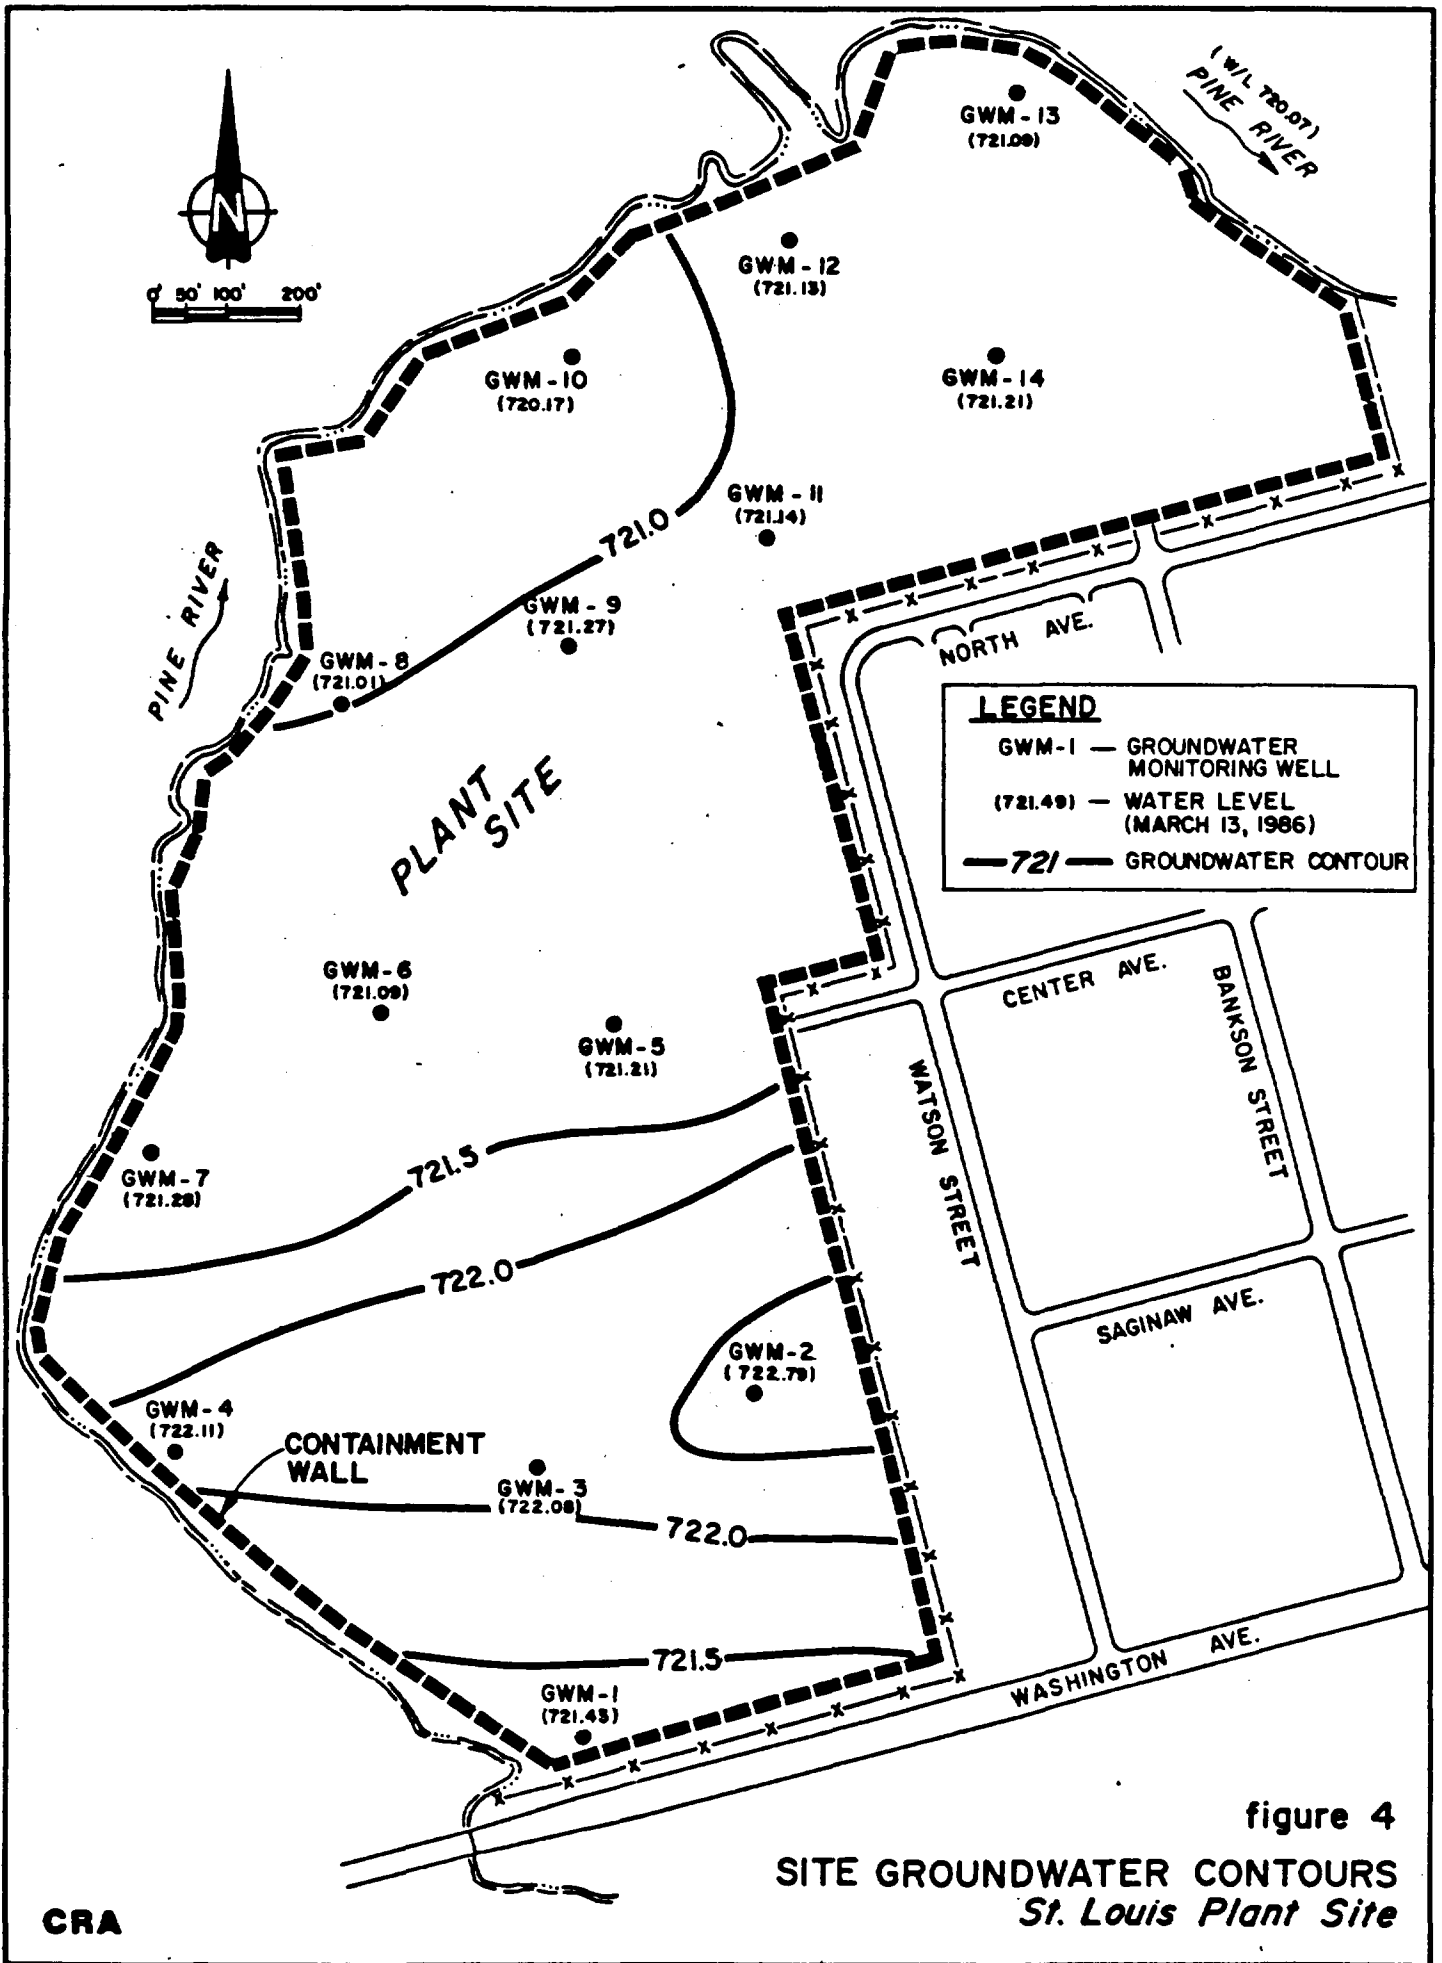 (W/L 720.07)
PINE RIVER
N
0' 50' 100' 200'
GWM-13
(721.09)
GWM-12
(721.13)
GWM-10
(720.17)
GWM-14
(721.21)
GWM-11
(721.14)
721.0
GWM-9
(721.27)
PINE RIVER
GWM-8
(721.01)
NORTH AVE.
LEGEND
GWM-1 — GROUNDWATER
MONITORING WELL
(721.49) — WATER LEVEL
(MARCH 13, 1986)
721 GROUNDWATER CONTOUR
PLANT
SITE
GWM-6
(721.09)
GWM-5
(721.21)
CENTER AVE.
BANKSON STREET
WATSON STREET
GWM-7
(721.28)
721.5
722.0
SAGINAW AVE.
GWM-2
(722.79)
GWM-4
(722.11)
CONTAINMENT
WALL
GWM-3
(722.08)
722.0
721.5
GWM-1
(721.43)
WASHINGTON AVE.
figure 4
SITE GROUNDWATER CONTOURS
St. Louis Plant Site
CRA